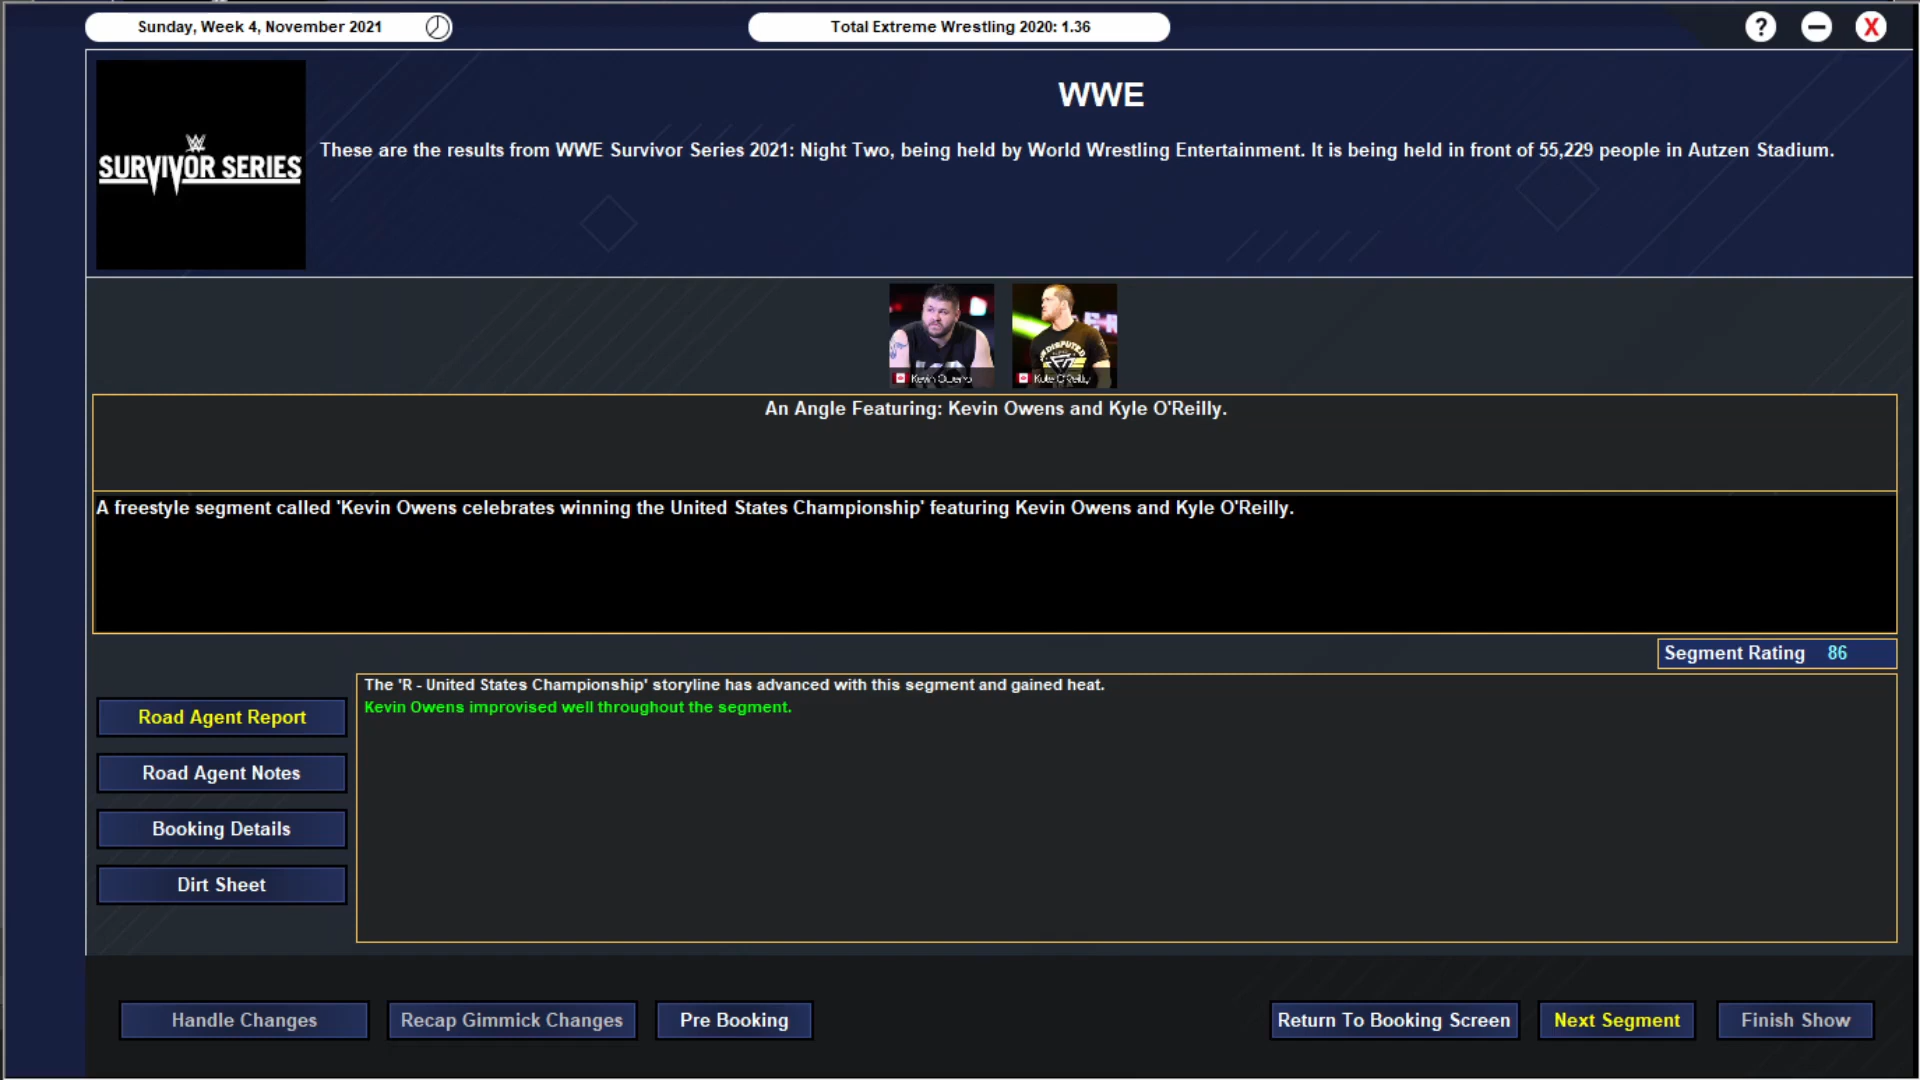 Sunday, Week 4, November 2021
Total Extreme Wrestling 2020: 1.36
?
X
WWE
W
SURVIVOR SERIES
These are the results from WWE Survivor Series 2021: Night Two, being held by World Wrestling Entertainment. It is being held in front of 55,229 people in Autzen Stadium.
Kevin Owens
Kyle O'Reilly
An Angle Featuring: Kevin Owens and Kyle O'Reilly.
A freestyle segment called 'Kevin Owens celebrates winning the United States Championship' featuring Kevin Owens and Kyle O'Reilly.
Segment Rating 86
The 'R - United States Championship' storyline has advanced with this segment and gained heat.
Kevin Owens improvised well throughout the segment.
Road Agent Report
Road Agent Notes
Booking Details
Dirt Sheet
Handle Changes
Recap Gimmick Changes
Pre Booking
Return To Booking Screen
Next Segment
Finish Show